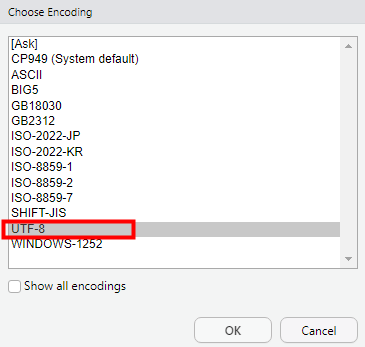 Choose Encoding
[Ask]
CP949 (System default)
ASCII
BIG5
GB18030
GB2312
ISO-2022-JP
ISO-2022-KR
ISO-8859-1
ISO-8859-2
ISO-8859-7
SHIFT-JIS
UTF-8
WINDOWS-1252
Show all encodings
OK Cancel